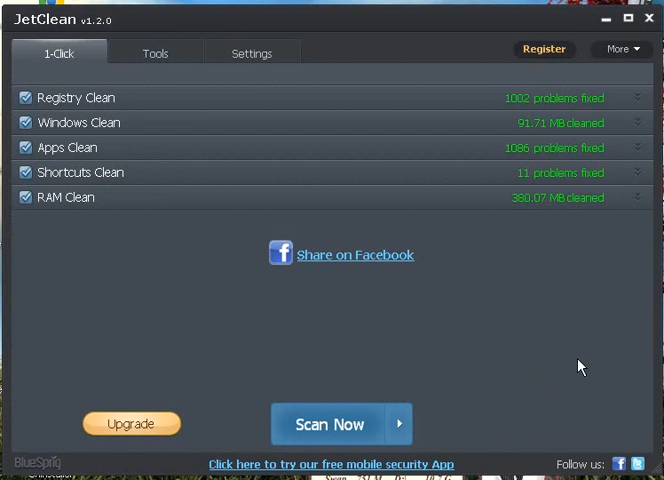 JetClean v1.2.0
1-Click Tools Settings Register More
Registry Clean 1002 problems fixed
Windows Clean 91.71 MB cleaned
Apps Clean 1086 problems fixed
Shortcuts Clean 11 problems fixed
RAM Clean 380.07 MB cleaned
Share on Facebook
Upgrade Scan Now
BlueSpriq Click here to try our free mobile security App Follow us: